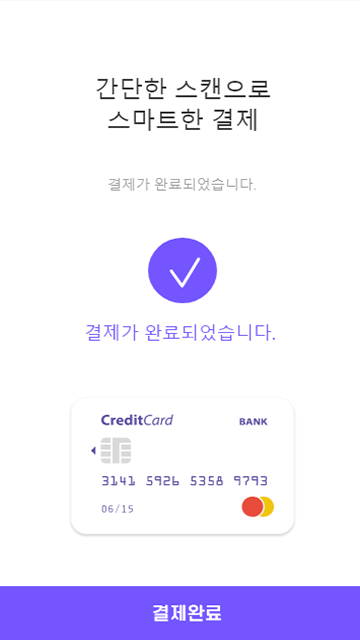 간단한 스캔으로
스마트한 결제
결제가 완료되었습니다.
결제가 완료되었습니다.
CreditCard BANK
3141 5926 5358 9793
06/15
결제완료